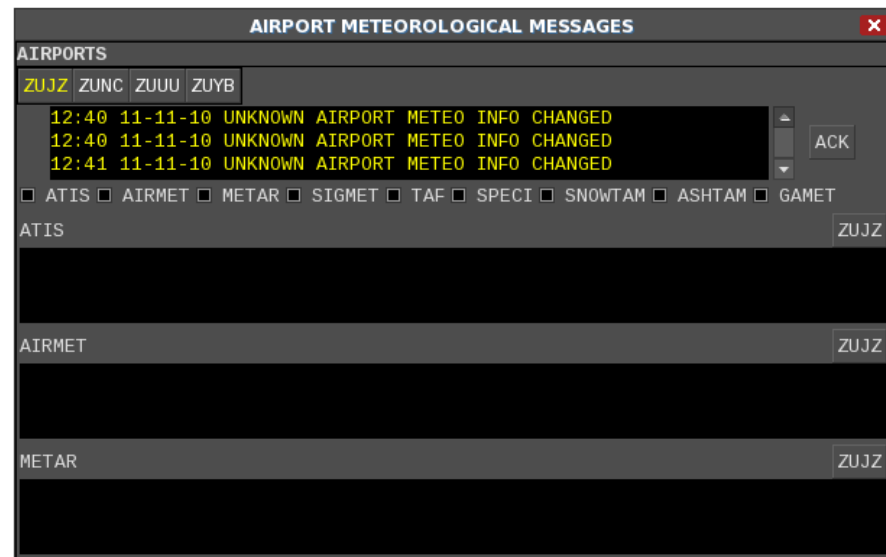 AIRPORT METEOROLOGICAL MESSAGES
AIRPORTS
ZUJZ ZUNC ZUUU ZUYB
12:40 11-11-10 UNKNOWN AIRPORT METEO INFO CHANGED
12:40 11-11-10 UNKNOWN AIRPORT METEO INFO CHANGED
12:41 11-11-10 UNKNOWN AIRPORT METEO INFO CHANGED
ACK
ATIS AIRMET METAR SIGMET TAF SPECI SNOWTAM ASHTAM GAMET
ATIS ZUJZ
AIRMET ZUJZ
METAR ZUJZ